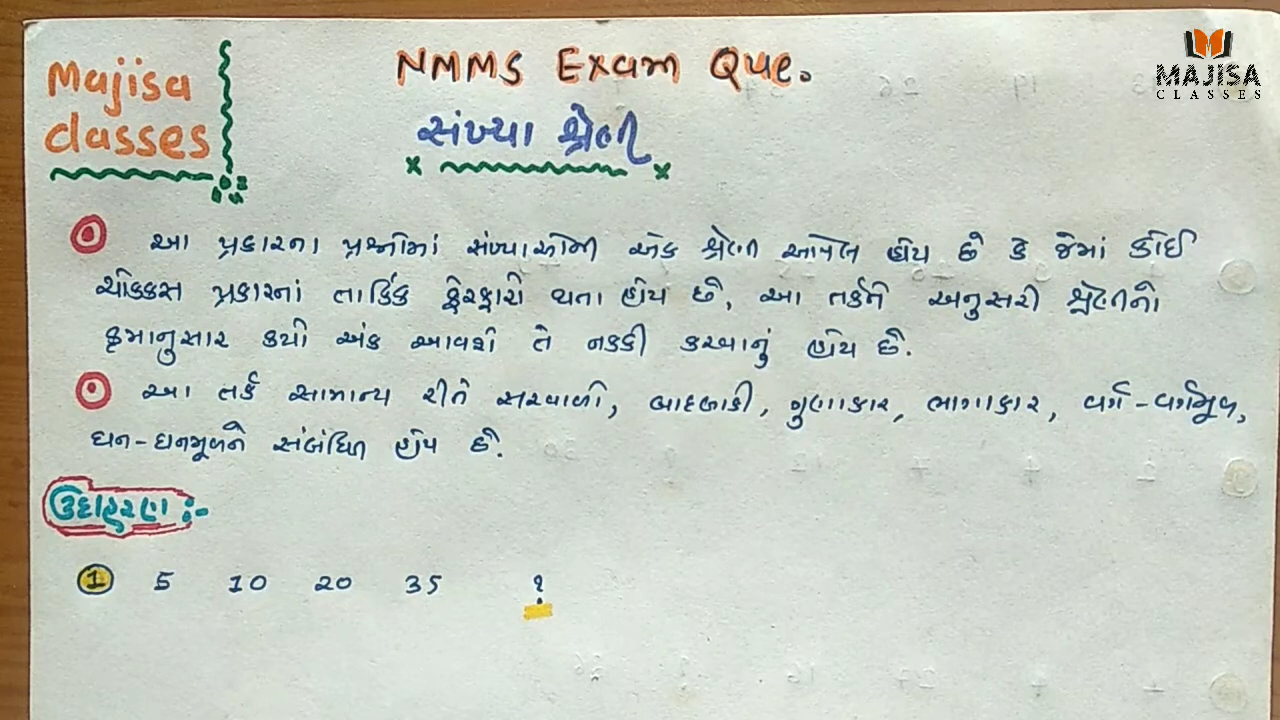 Majisa
classes
NMMS Exam Que.
સંખ્યા શ્રેણી
MAJISA
CLASSES
આ પ્રકારના પ્રશ્નોમાં સંખ્યાઓની એક શ્રેણી આપેલ હોય છે કે જેમાં કોઈ
ચોક્કસ પ્રકારનાં તાર્કિક ફેરફારો થતા હોય છે, આ તર્કને અનુસરી શ્રેણીનો
ક્રમાનુસાર કયો અંક આવશે તે નક્કી કરવાનું હોય છે.
આ તર્ક સામાન્ય રીતે સરવાળો, બાદબાકી, ગુણાકાર, ભાગાકાર, વર્ગ-વર્ગમૂળ,
ઘન-ઘનમૂળને સંબંધિત હોય છે.
ઉદાહરણ :-
1 5 10 20 35 ?